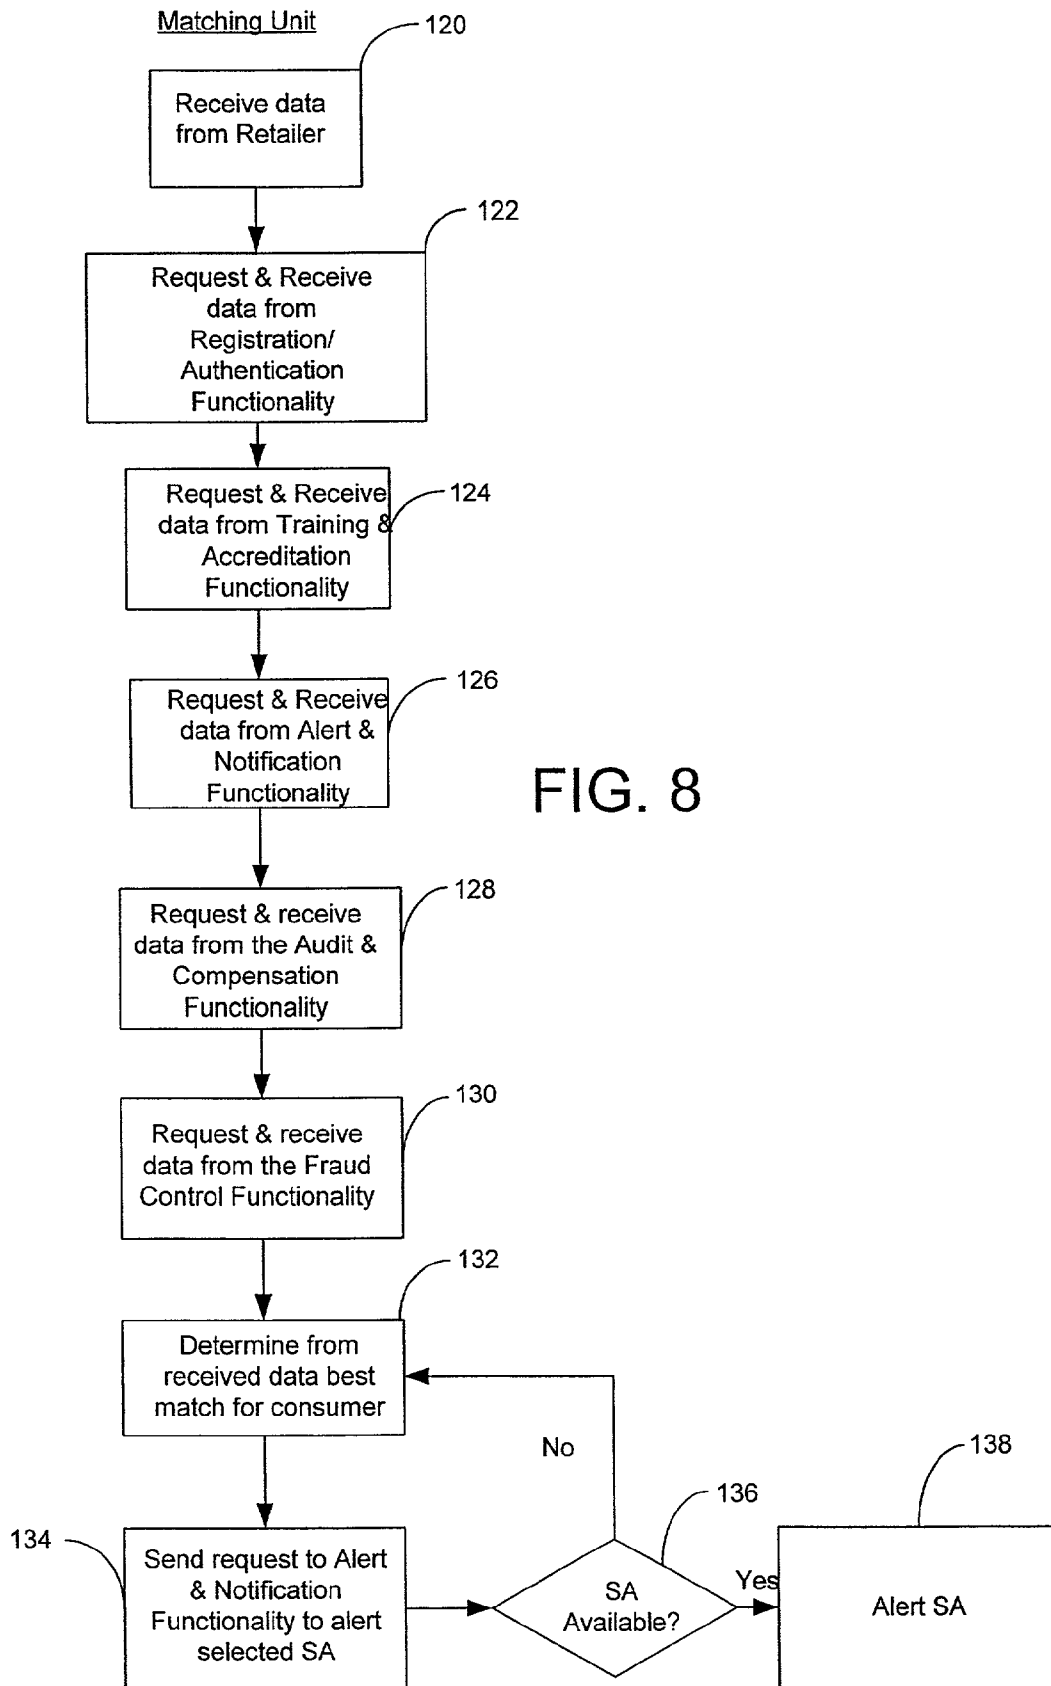 Matching Unit
120
Receive data
from Retailer
122
Request & Receive
data from
Registration/
Authentication
Functionality
124
Request & Receive
data from Training &
Accreditation
Functionality
126
Request & Receive
data from Alert &
Notification
Functionality
FIG. 8
128
Request & receive
data from the Audit &
Compensation
Functionality
130
Request & receive
data from the Fraud
Control Functionality
132
Determine from
received data best
match for consumer
No
138
136
134
Send request to Alert
& Notification
Functionality to alert
selected SA
SA
Available?
Yes
Alert SA